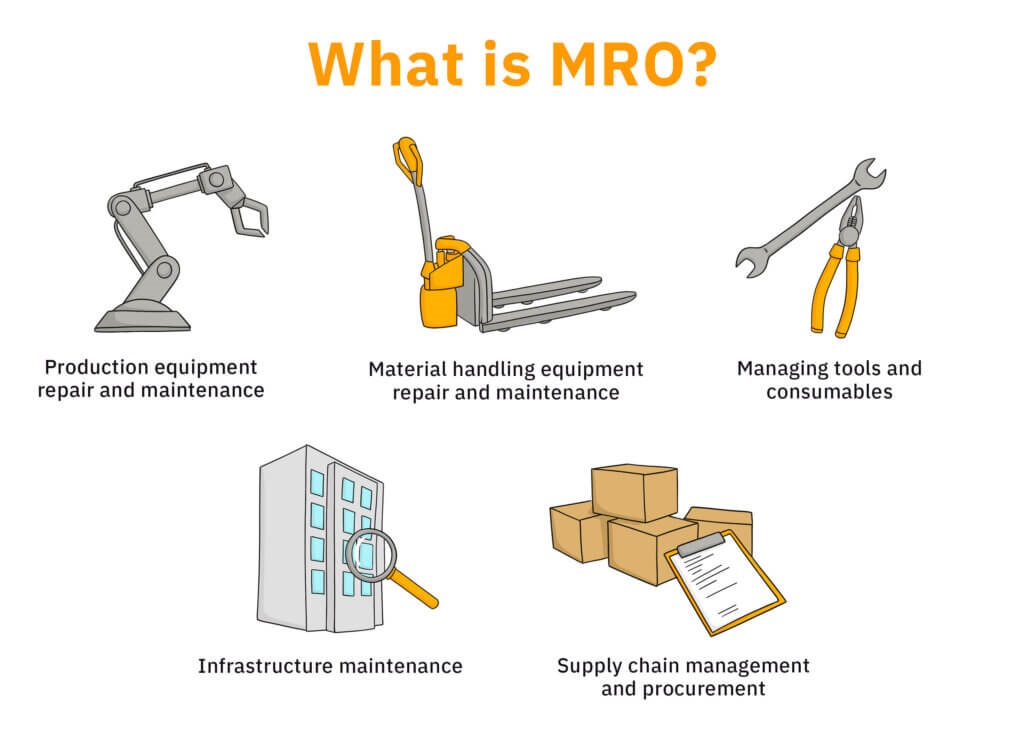 What is MRO?
Production equipment
repair and maintenance
Material handling equipment
repair and maintenance
Managing tools and
consumables
Infrastructure maintenance
Supply chain management
and procurement